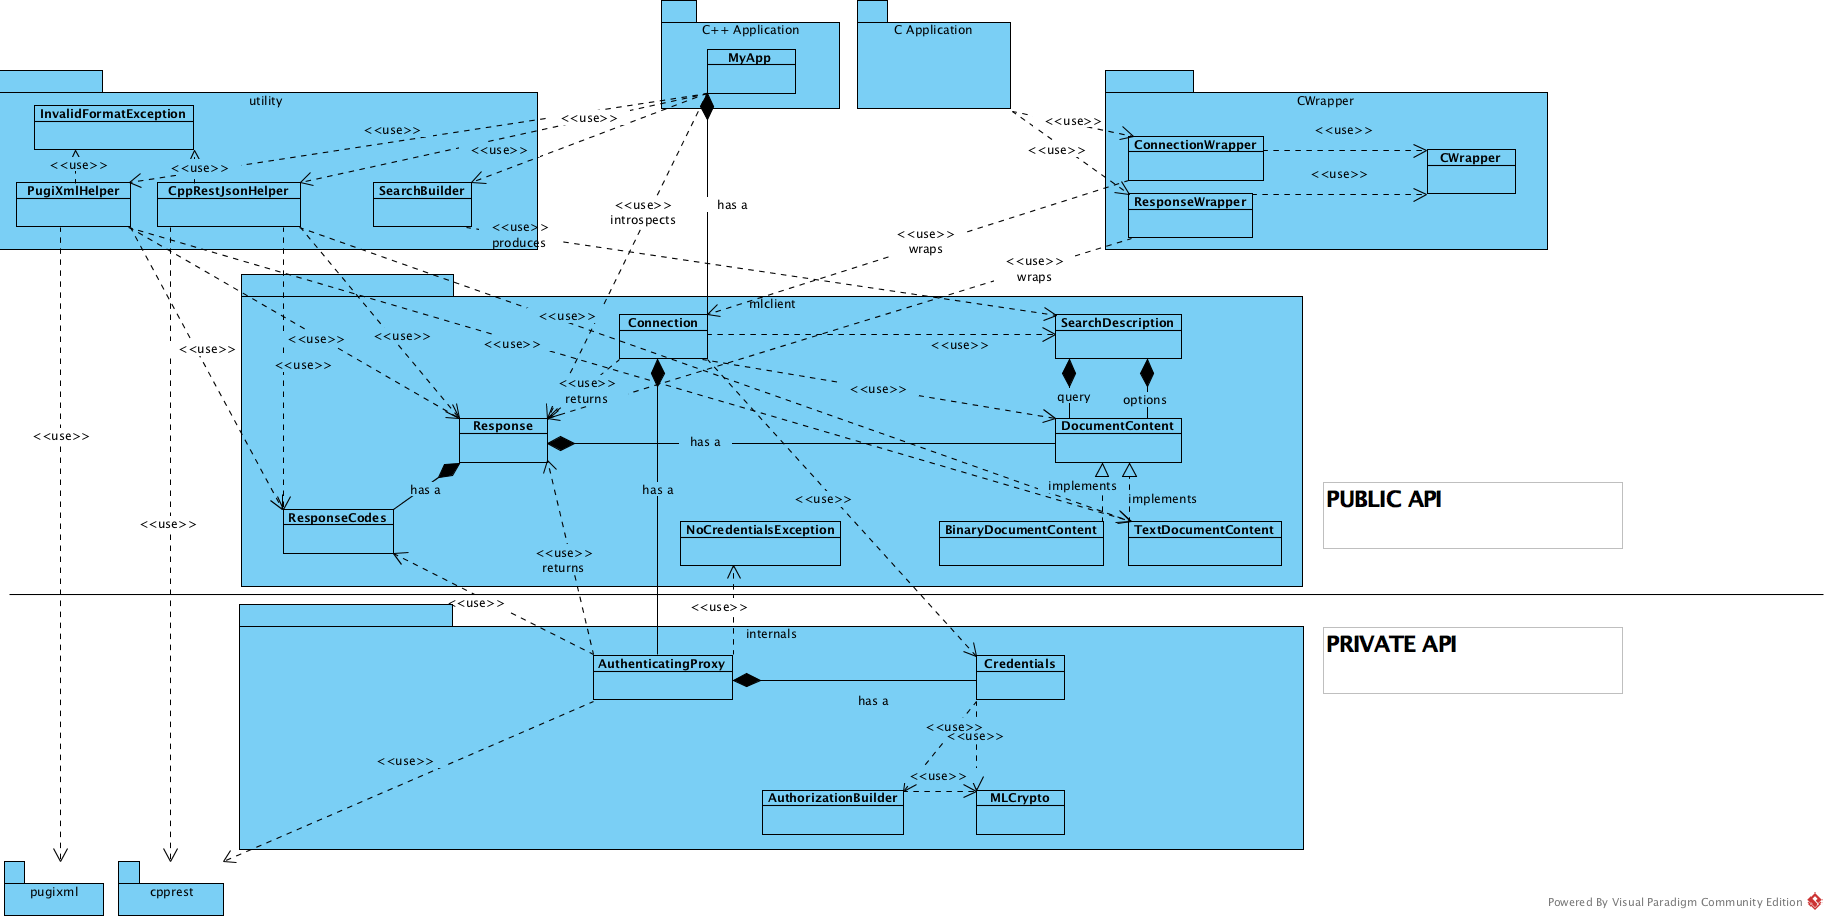 C++ Application
C Application
MyApp
utility
CWrapper
InvalidFormatException
<<use>>
<<use>>
<<use>>
<<use>>
ConnectionWrapper
<<use>>
<<use>>
<<use>>
CWrapper
<<use>>
<<use>>
<<use>>
PugiXmlHelper
CppRestJsonHelper
SearchBuilder
ResponseWrapper
<<use>>
introspects
has a
<<use>>
produces
<<use>>
wraps
<<use>>
wraps
mlclient
<<use>>
Connection
SearchDescription
<<use>>
<<use>>
<<use>>
<<use>>
<<use>>
<<use>>
<<use>>
returns
<<use>>
query
options
Response
DocumentContent
<<use>>
has a
has a
has a
implements
implements
<<use>>
PUBLIC API
ResponseCodes
<<use>>
NoCredentialsException
BinaryDocumentContent
TextDocumentContent
<<use>>
returns
<<use>>
<<use>>
internals
PRIVATE API
AuthenticatingProxy
Credentials
has a
<<use>>
<<use>>
<<use>>
<<use>>
AuthorizationBuilder
MLCrypto
pugixml
cpprest
Powered By Visual Paradigm Community Edition